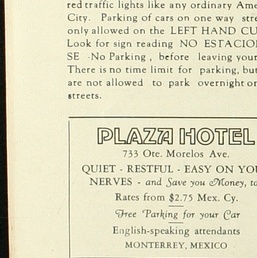 red traffic lights like any ordinary Ame
City. Parking of cars on one way stre
only allowed on the LEFT HAND CU
Look for sign reading NO ESTACIO
SE -No Parking, before leaving your
There is no time limit for parking, but
are not allowed to park overnight or
streets.
PLAZA HOTEL
733 Ote. Morelos Ave.
QUIET - RESTFUL - EASY ON YOU
NERVES - and Save you Money, to
Rates from $2.75 Mex. Cy.
Free Parking for your Car
English-speaking attendants
MONTERREY, MEXICO